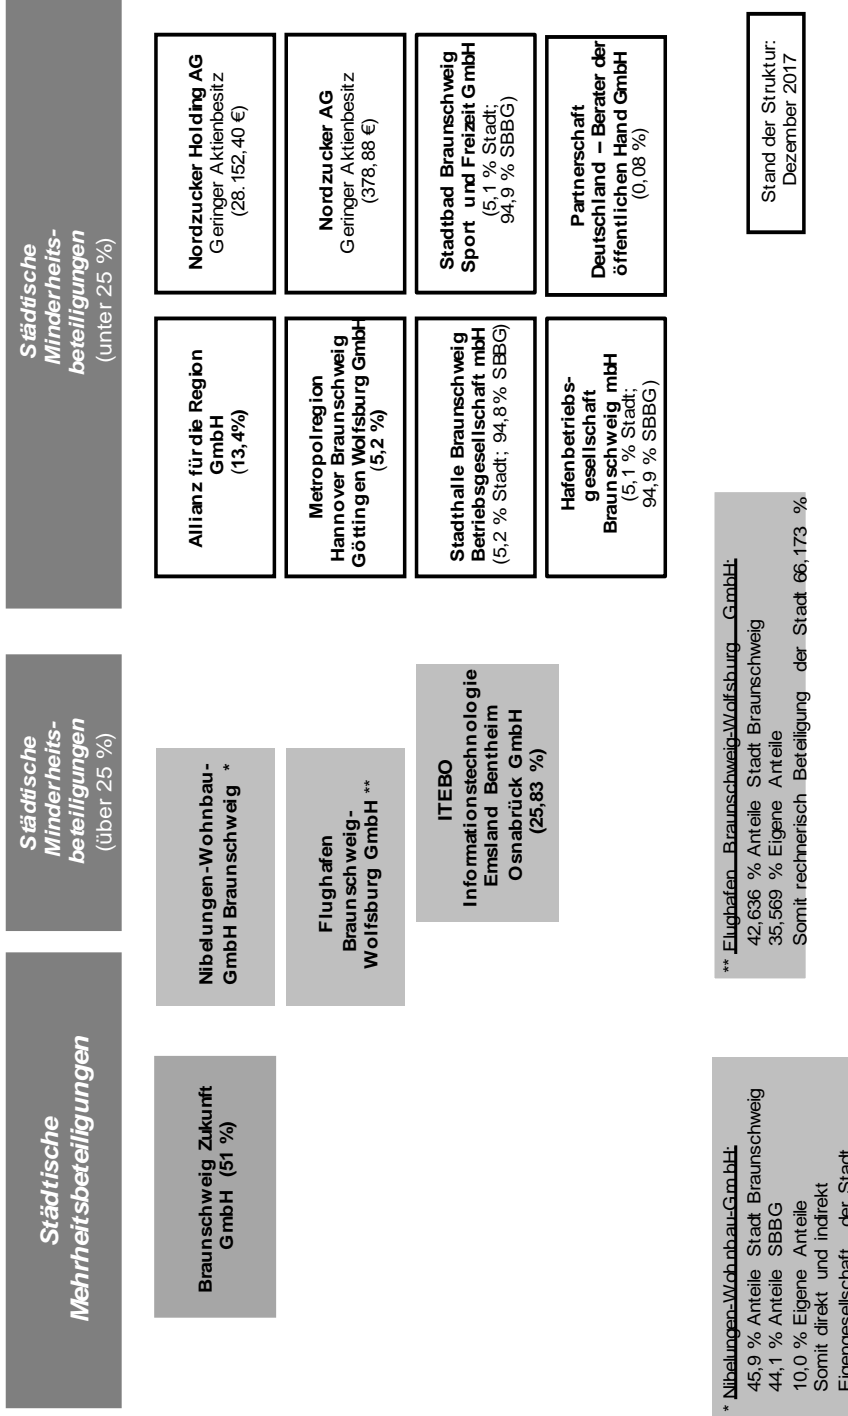 Städtische
Mehrheitsbeteiligungen
Braunschweig Zukunft
GmbH (51 %)
Städtische
Minderheits-
beteiligungen
(über 25 %)
Nibelungen-Wohnbau-
GmbH Braunschweig *
Flughafen
Braunschweig-
Wolfsburg GmbH **
ITEBO
Informationstechnologie
Emsland Bentheim
Osnabrück GmbH
(25,83 %)
Städtische
Minderheits-
beteiligungen
(unter 25 %)
Allianz für die Region
GmbH
(13,4%)
Nordzucker Holding AG
Geringer Aktienbesitz
(28.152,40 €)
Metropolregion
Hannover Braunschweig
Göttingen Wolfsburg GmbH
(5,2 %)
Nordzucker AG
Geringer Aktienbesitz
(378,88 €)
Stadthalle Braunschweig
Betriebsgesellschaft mbH
(5,2 % Stadt; 94,8% SBBG)
Stadtbad Braunschweig
Sport und Freizeit GmbH
(5,1 % Stadt;
94,9 % SBBG)
Hafenbetriebs-
gesellschaft
Braunschweig mbH
(5,1 % Stadt;
94,9 % SBBG)
Partnerschaft
Deutschland – Berater der
öffentlichen Hand GmbH
(0,08 %)
* Nibelungen-Wohnbau-GmbH:
45,9 % Anteile Stadt Braunschweig
44,1 % Anteile SBBG
10,0 % Eigene Anteile
Somit direkt und indirekt
Eigengesellschaft der Stadt
** Flughafen Braunschweig-Wolfsburg GmbH:
42,636 % Anteile Stadt Braunschweig
35,569 % Eigene Anteile
Somit rechnerisch Beteiligung der Stadt 66,173 %
Stand der Struktur:
Dezember 2017